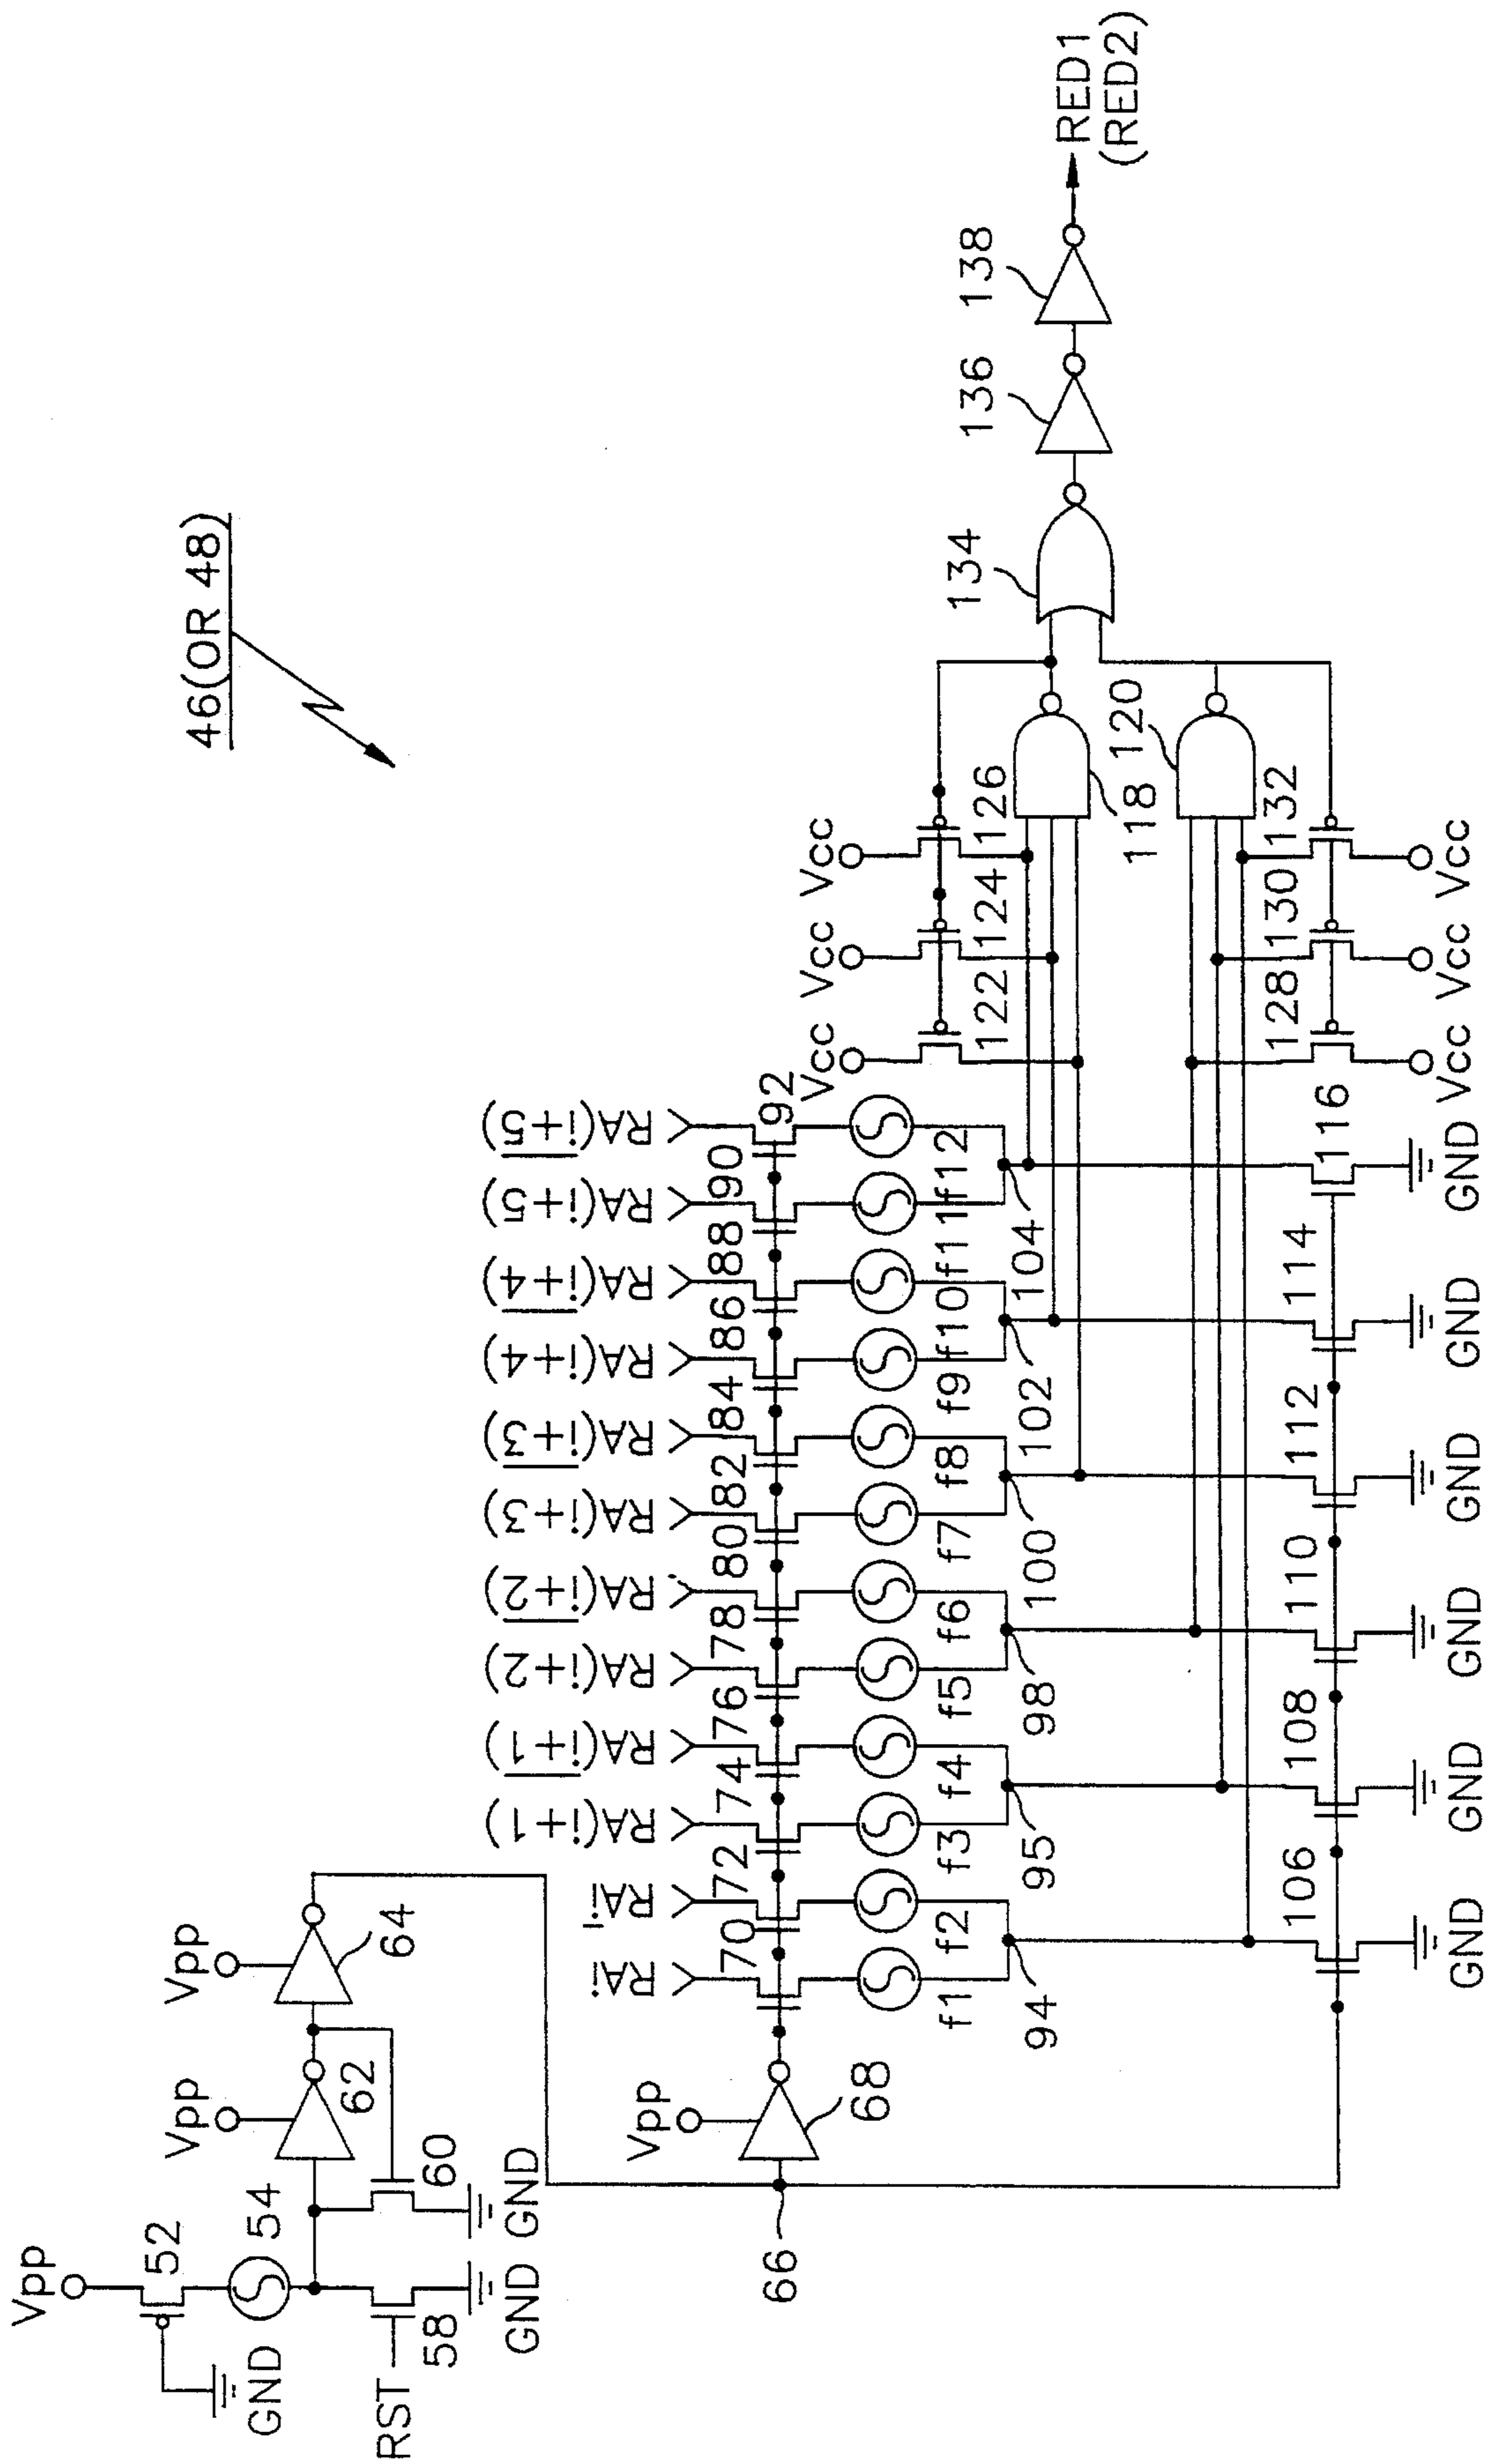 46(OR 48)
Vpp
52
GND
54
RST
58
GND
60
GND
Vpp
62
Vpp
64
66
Vpp
68
RAi
RAi
RA(i+1)
RA(i+1)
RA(i+2)
RA(i+2)
RA(i+3)
RA(i+3)
RA(i+4)
RA(i+4)
RA(i+5)
RA(i+5)
70
72
74
76
78
80
82
84
86
88
90
92
f1
f2
f3
f4
f5
f6
f7
f8
f9
f10
f11
f12
94
95
98
100
102
104
106
108
110
112
114
116
GND
GND
GND
GND
GND
GND
Vcc
Vcc
Vcc
122
124
126
118
120
128
130
132
Vcc
Vcc
Vcc
134
136
138
RED1
(RED2)